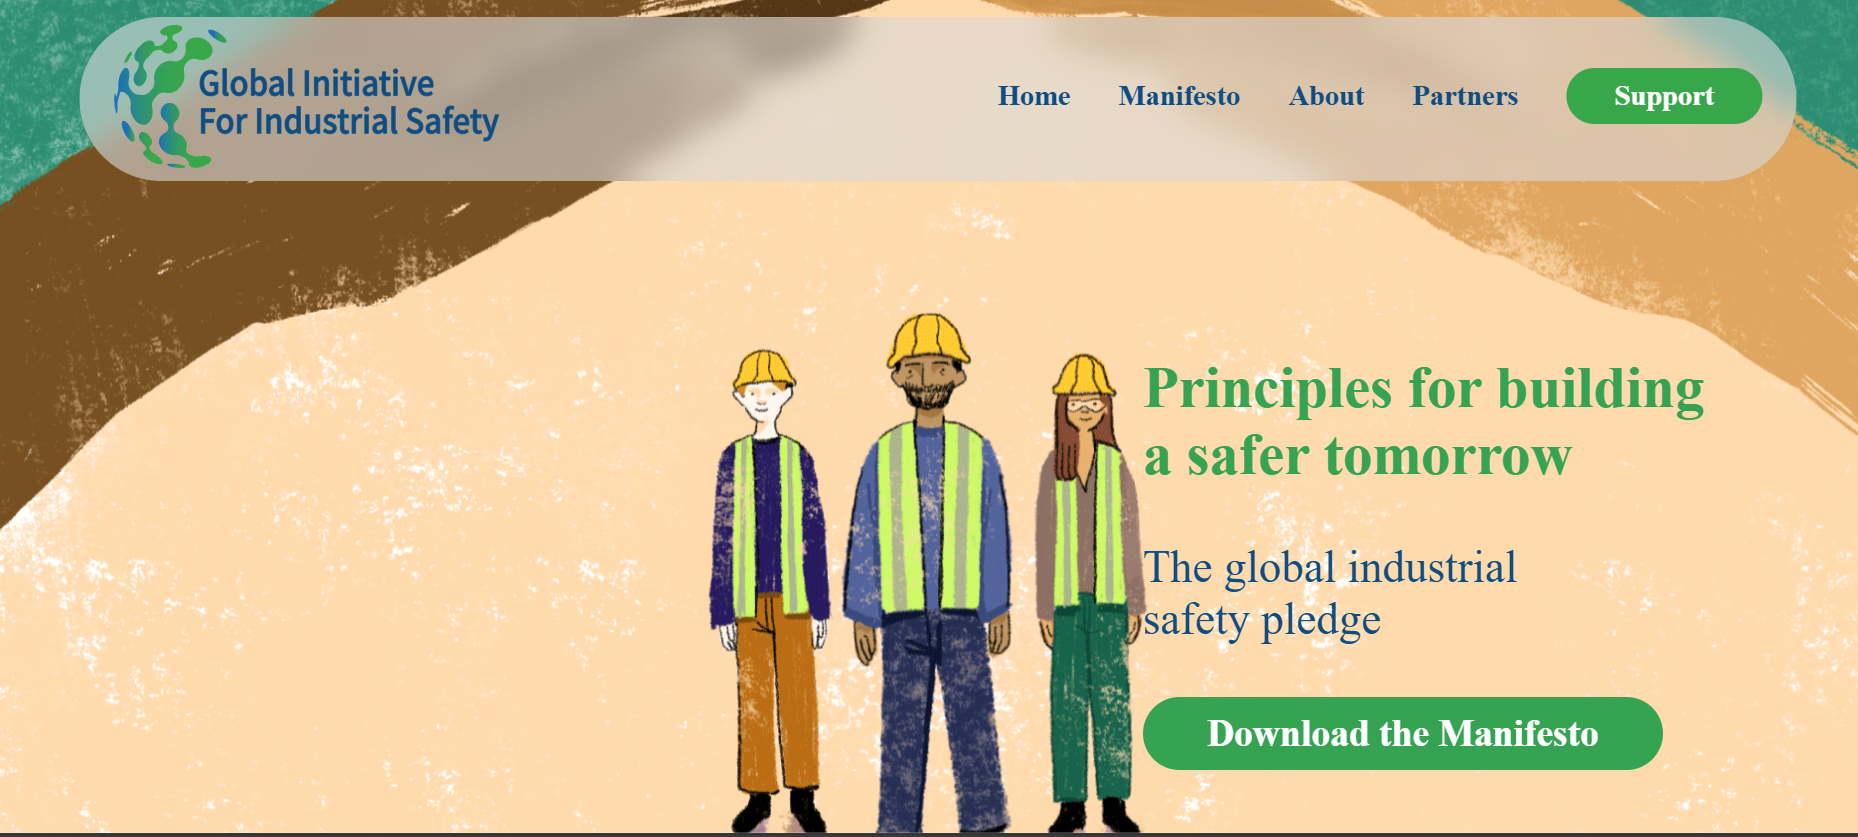 Global Initiative
For Industrial Safety
Home Manifesto About Partners Support
Principles for building
a safer tomorrow
The global industrial
safety pledge
Download the Manifesto